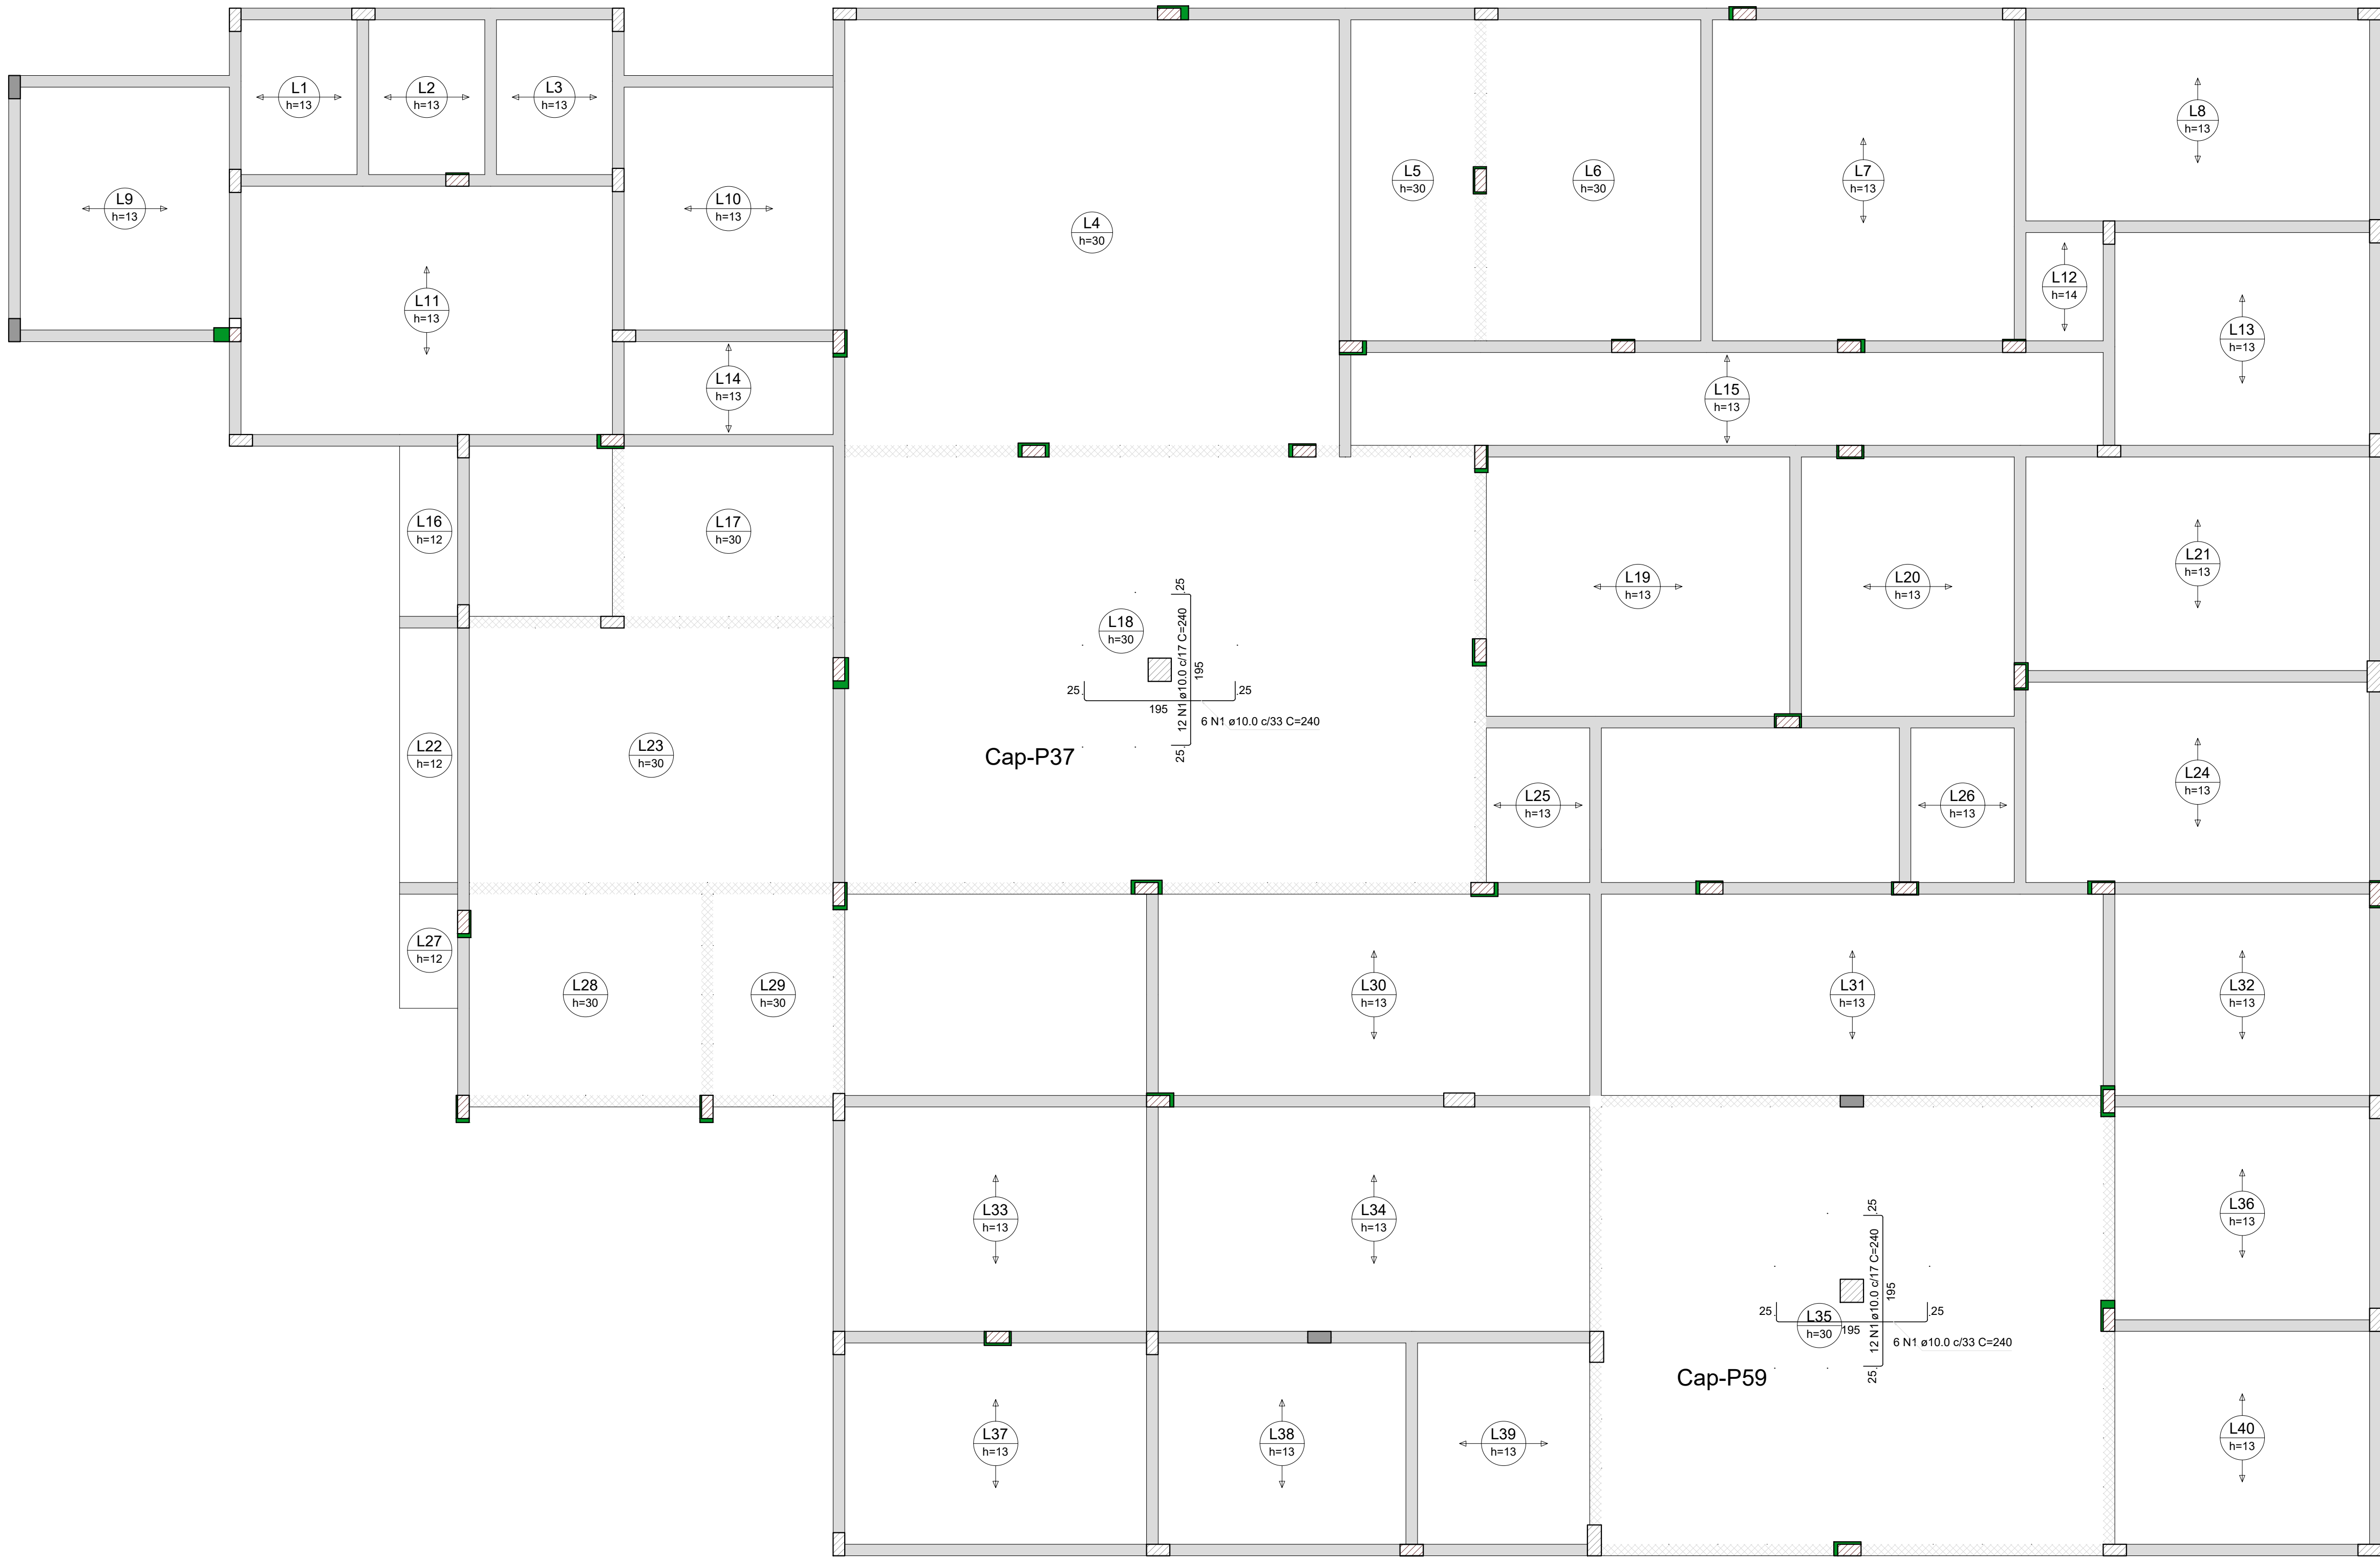 L1
h=13
L2
h=13
L3
h=13
L4
h=30
L5
h=30
L6
h=30
L7
h=13
L8
h=13
L9
h=13
L10
h=13
L11
h=13
L12
h=14
L13
h=13
L14
h=13
L15
h=13
L16
h=12
L17
h=30
L18
h=30
25
12 N1 ø10.0 c/17 C=240
195
25
25
195
25
6 N1 ø10.0 c/33 C=240
Cap-P37
L19
h=13
L20
h=13
L21
h=13
L22
h=12
L23
h=30
L24
h=13
L25
h=13
L26
h=13
L27
h=12
L28
h=30
L29
h=30
L30
h=13
L31
h=13
L32
h=13
L33
h=13
L34
h=13
L35
h=30
25
12 N1 ø10.0 c/17 C=240
195
25
25
195
25
6 N1 ø10.0 c/33 C=240
Cap-P59
L36
h=13
L37
h=13
L38
h=13
L39
h=13
L40
h=13